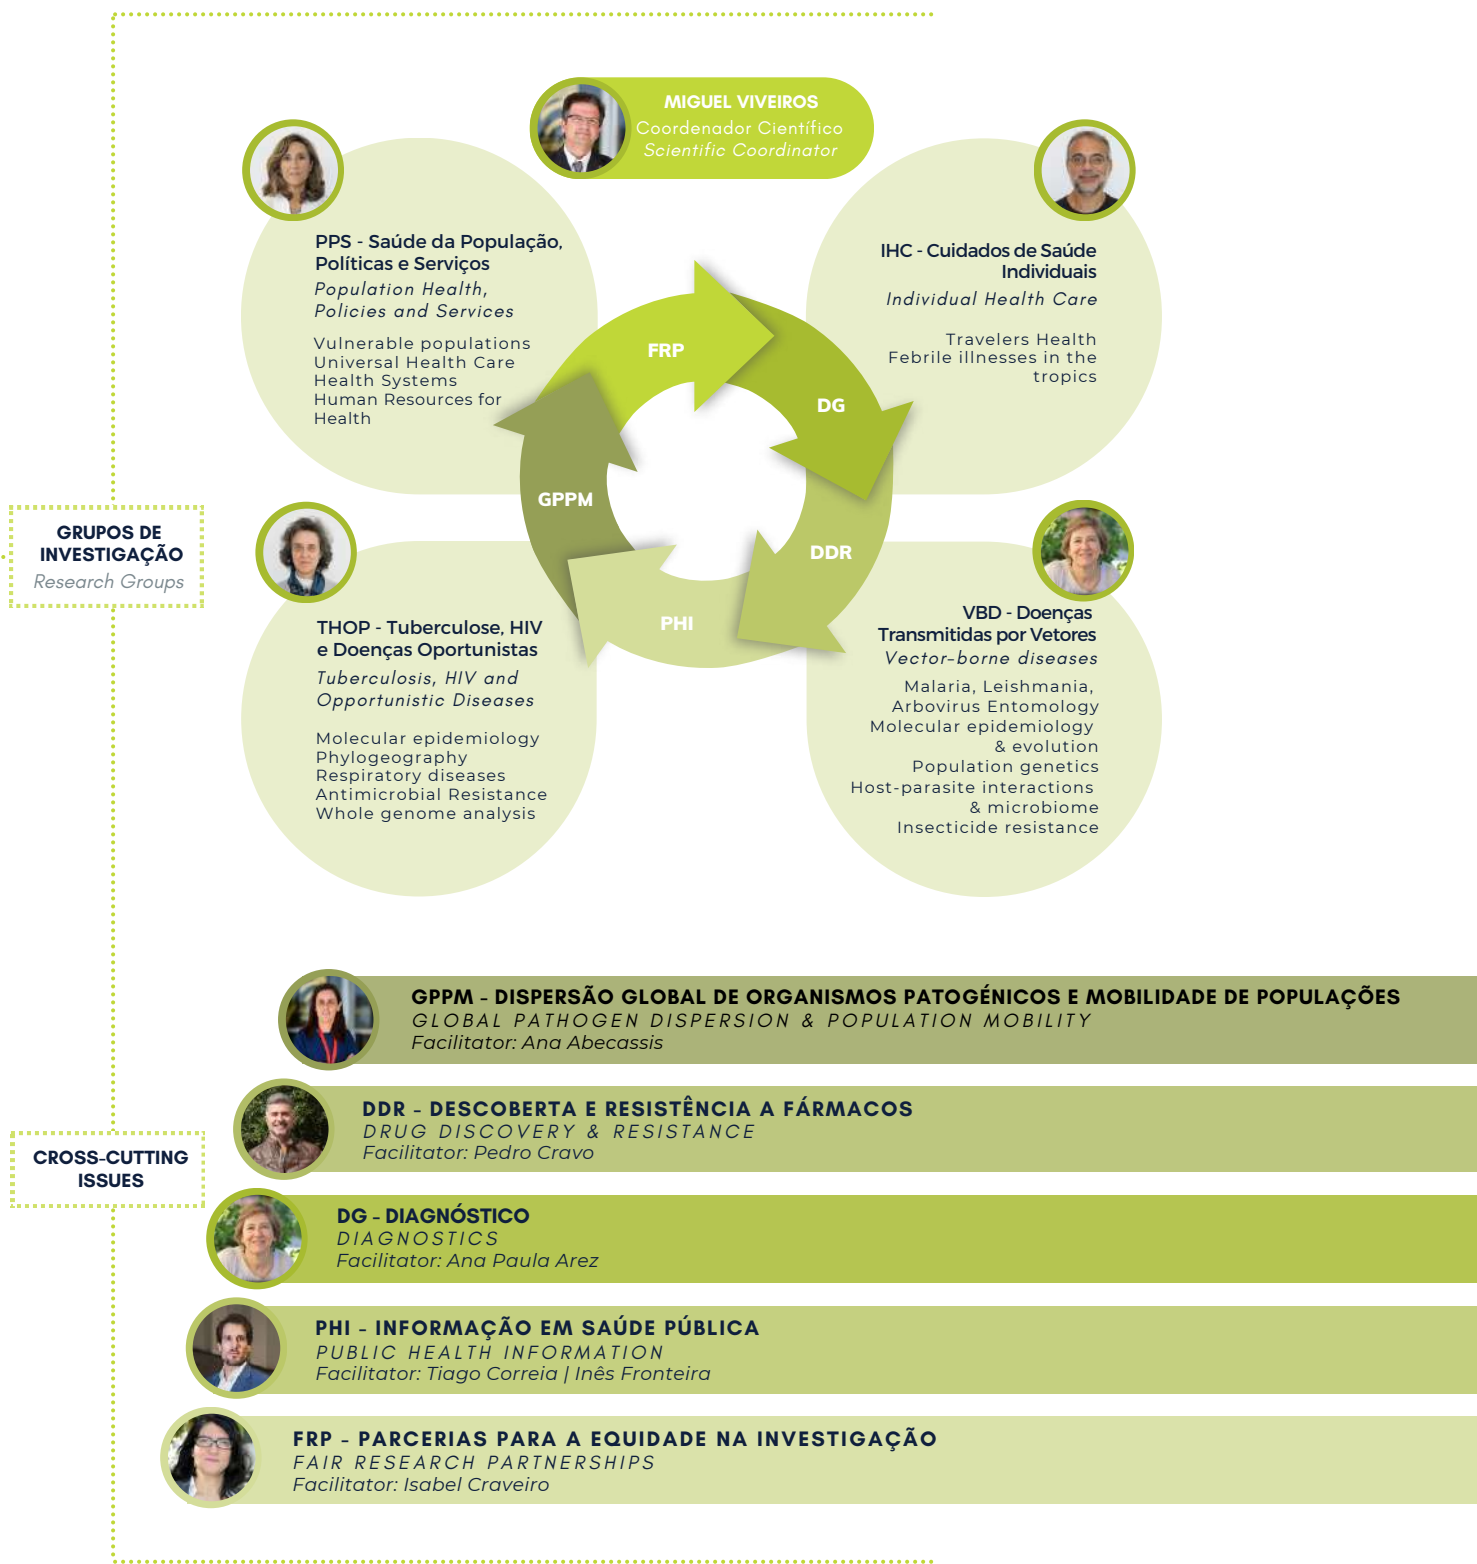 MIGUEL VIVEIROS
Coordenador Científico
Scientific Coordinator
PPS - Saúde da População,
Políticas e Serviços
Population Health,
Policies and Services
Vulnerable populations
Universal Health Care
Health Systems
Human Resources for
Health
IHC - Cuidados de Saúde
Individuais
Individual Health Care
Travelers Health
Febrile illnesses in the
tropics
FRP
DG
GPPM
DDR
PHI
GRUPOS DE
INVESTIGAÇÃO
Research Groups
THOP - Tuberculose, HIV
e Doenças Oportunistas
Tuberculosis, HIV and
Opportunistic Diseases
Molecular epidemiology
Phylogeography
Respiratory diseases
Antimicrobial Resistance
Whole genome analysis
VBD - Doenças
Transmitidas por Vetores
Vector-borne diseases
Malaria, Leishmania,
Arbovirus Entomology
Molecular epidemiology
& evolution
Population genetics
Host-parasite interactions
& microbiome
Insecticide resistance
GPPM - DISPERSÃO GLOBAL DE ORGANISMOS PATOGÉNICOS E MOBILIDADE DE POPULAÇÕES
GLOBAL PATHOGEN DISPERSION & POPULATION MOBILITY
Facilitator: Ana Abecassis
DDR - DESCOBERTA E RESISTÊNCIA A FÁRMACOS
DRUG DISCOVERY & RESISTANCE
Facilitator: Pedro Cravo
CROSS-CUTTING
ISSUES
DG - DIAGNÓSTICO
DIAGNOSTICS
Facilitator: Ana Paula Arez
PHI - INFORMAÇÃO EM SAÚDE PÚBLICA
PUBLIC HEALTH INFORMATION
Facilitator: Tiago Correia | Inês Fronteira
FRP - PARCERIAS PARA A EQUIDADE NA INVESTIGAÇÃO
FAIR RESEARCH PARTNERSHIPS
Facilitator: Isabel Craveiro